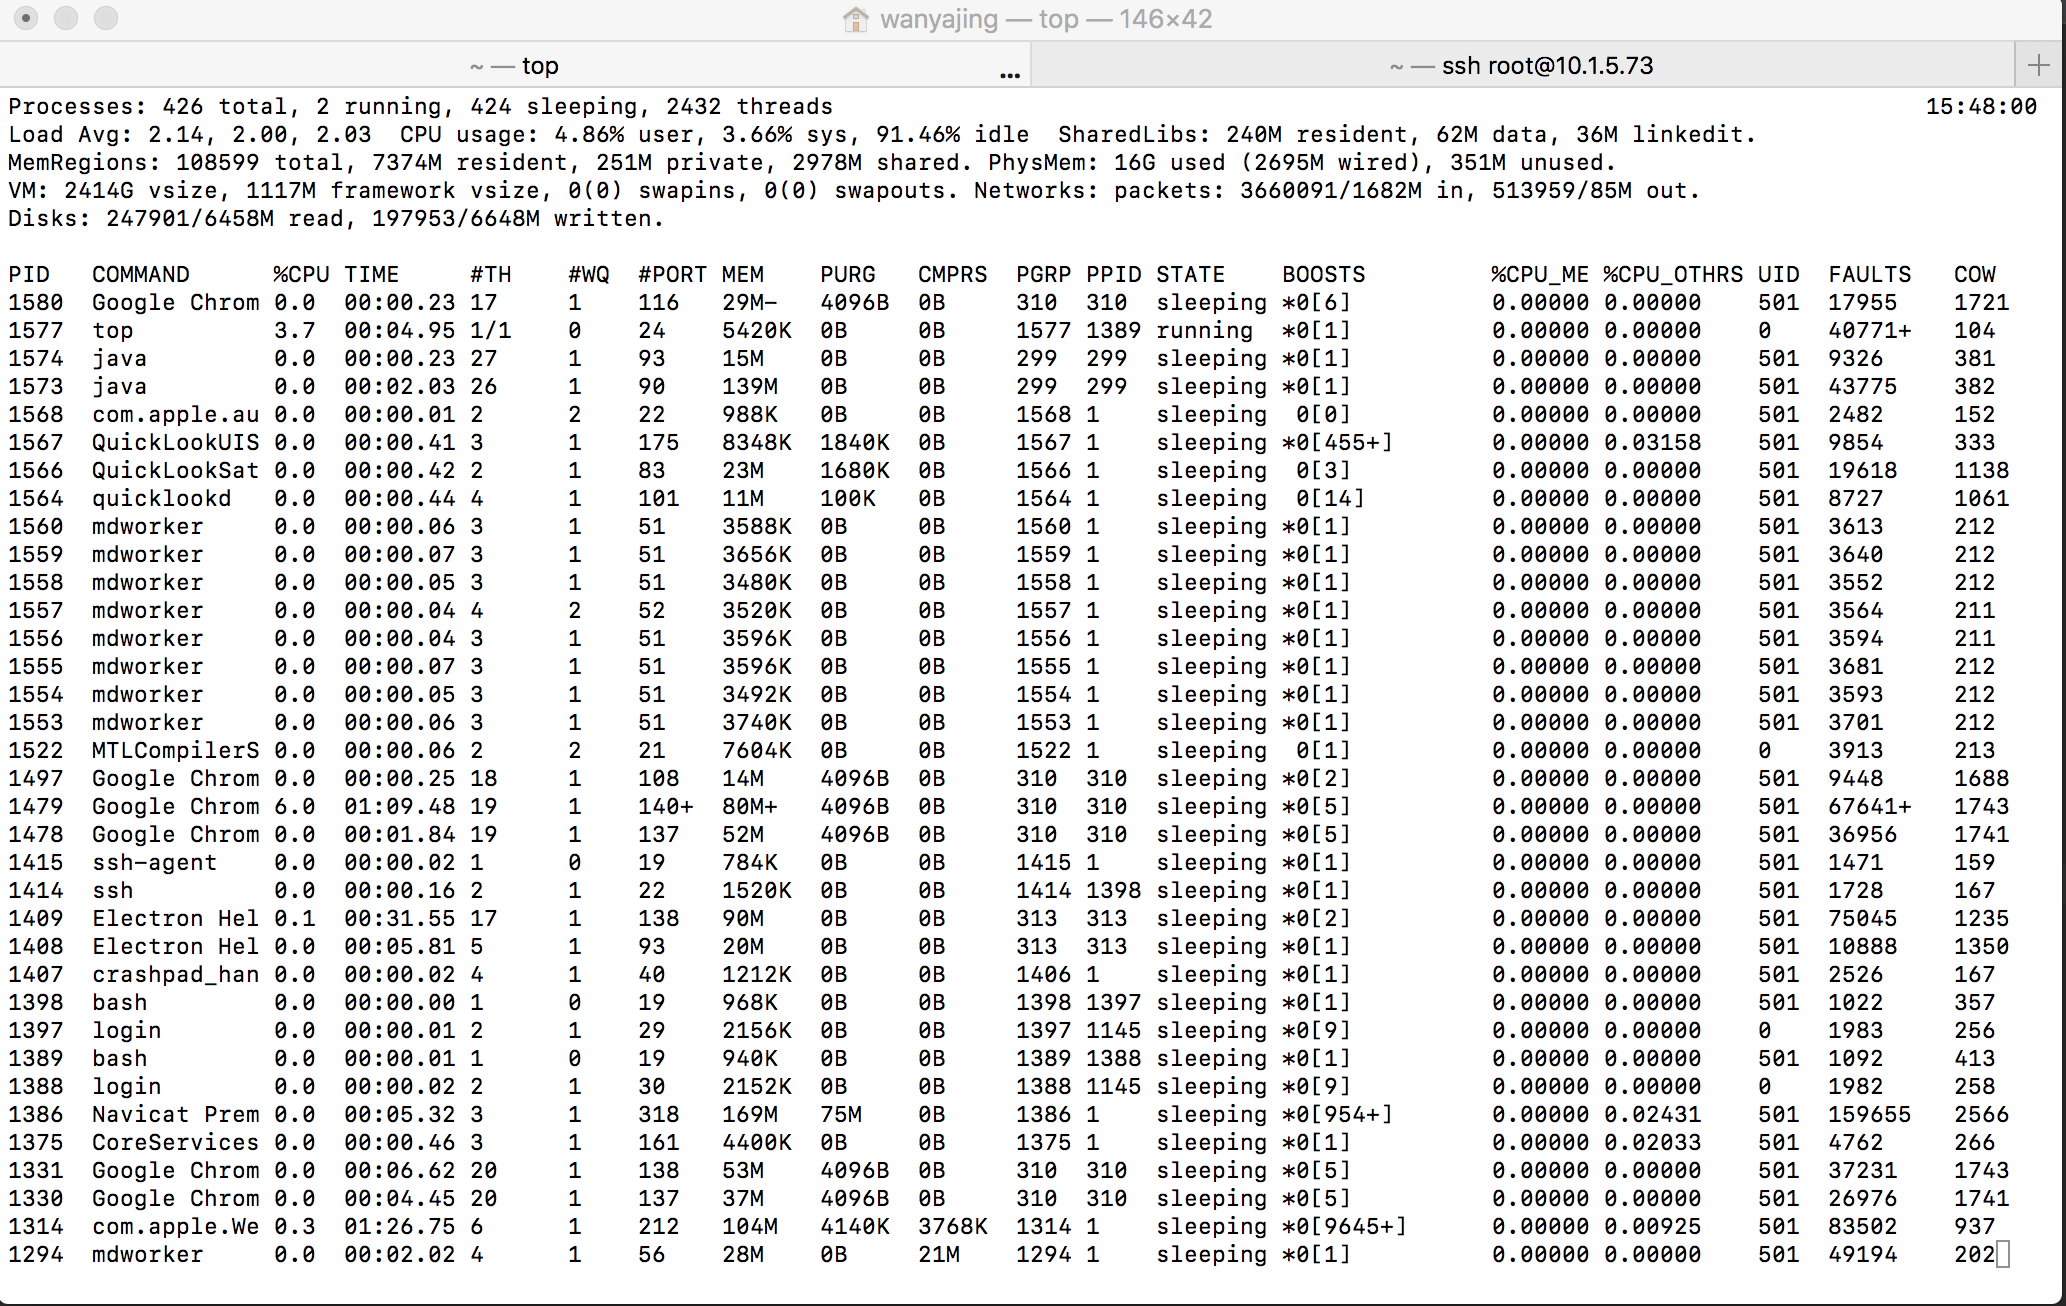 wanyajing — top — 146×42
~ — top ... ~ — ssh root@10.1.5.73 +
Processes: 426 total, 2 running, 424 sleeping, 2432 threads 15:48:00
Load Avg: 2.14, 2.00, 2.03 CPU usage: 4.86% user, 3.66% sys, 91.46% idle SharedLibs: 240M resident, 62M data, 36M linkedit.
MemRegions: 108599 total, 7374M resident, 251M private, 2978M shared. PhysMem: 16G used (2695M wired), 351M unused.
VM: 2414G vsize, 1117M framework vsize, 0(0) swapins, 0(0) swapouts. Networks: packets: 3660091/1682M in, 513959/85M out.
Disks: 247901/6458M read, 197953/6648M written.
PID COMMAND %CPU TIME #TH #WQ #PORT MEM PURG CMPRS PGRP PPID STATE BOOSTS %CPU_ME %CPU_OTHRS UID FAULTS COW
1580 Google Chrom 0.0 00:00.23 17 1 116 29M- 4096B 0B 310 310 sleeping *0[6] 0.00000 0.00000 501 17955 1721
1577 top 3.7 00:04.95 1/1 0 24 5420K 0B 0B 1577 1389 running *0[1] 0.00000 0.00000 0 40771+ 104
1574 java 0.0 00:00.23 27 1 93 15M 0B 0B 299 299 sleeping *0[1] 0.00000 0.00000 501 9326 381
1573 java 0.0 00:02.03 26 1 90 139M 0B 0B 299 299 sleeping *0[1] 0.00000 0.00000 501 43775 382
1568 com.apple.au 0.0 00:00.01 2 2 22 988K 0B 0B 1568 1 sleeping 0[0] 0.00000 0.00000 501 2482 152
1567 QuickLookUIS 0.0 00:00.41 3 1 175 8348K 1840K 0B 1567 1 sleeping *0[455+] 0.00000 0.03158 501 9854 333
1566 QuickLookSat 0.0 00:00.42 2 1 83 23M 1680K 0B 1566 1 sleeping 0[3] 0.00000 0.00000 501 19618 1138
1564 quicklookd 0.0 00:00.44 4 1 101 11M 100K 0B 1564 1 sleeping 0[14] 0.00000 0.00000 501 8727 1061
1560 mdworker 0.0 00:00.06 3 1 51 3588K 0B 0B 1560 1 sleeping *0[1] 0.00000 0.00000 501 3613 212
1559 mdworker 0.0 00:00.07 3 1 51 3656K 0B 0B 1559 1 sleeping *0[1] 0.00000 0.00000 501 3640 212
1558 mdworker 0.0 00:00.05 3 1 51 3480K 0B 0B 1558 1 sleeping *0[1] 0.00000 0.00000 501 3552 212
1557 mdworker 0.0 00:00.04 4 2 52 3520K 0B 0B 1557 1 sleeping *0[1] 0.00000 0.00000 501 3564 211
1556 mdworker 0.0 00:00.04 3 1 51 3596K 0B 0B 1556 1 sleeping *0[1] 0.00000 0.00000 501 3594 211
1555 mdworker 0.0 00:00.07 3 1 51 3596K 0B 0B 1555 1 sleeping *0[1] 0.00000 0.00000 501 3681 212
1554 mdworker 0.0 00:00.05 3 1 51 3492K 0B 0B 1554 1 sleeping *0[1] 0.00000 0.00000 501 3593 212
1553 mdworker 0.0 00:00.06 3 1 51 3740K 0B 0B 1553 1 sleeping *0[1] 0.00000 0.00000 501 3701 212
1522 MTLCompilerS 0.0 00:00.06 2 2 21 7604K 0B 0B 1522 1 sleeping 0[1] 0.00000 0.00000 0 3913 213
1497 Google Chrom 0.0 00:00.25 18 1 108 14M 4096B 0B 310 310 sleeping *0[2] 0.00000 0.00000 501 9448 1688
1479 Google Chrom 6.0 01:09.48 19 1 140+ 80M+ 4096B 0B 310 310 sleeping *0[5] 0.00000 0.00000 501 67641+ 1743
1478 Google Chrom 0.0 00:01.84 19 1 137 52M 4096B 0B 310 310 sleeping *0[5] 0.00000 0.00000 501 36956 1741
1415 ssh-agent 0.0 00:00.02 1 0 19 784K 0B 0B 1415 1 sleeping *0[1] 0.00000 0.00000 501 1471 159
1414 ssh 0.0 00:00.16 2 1 22 1520K 0B 0B 1414 1398 sleeping *0[1] 0.00000 0.00000 501 1728 167
1409 Electron Hel 0.1 00:31.55 17 1 138 90M 0B 0B 313 313 sleeping *0[2] 0.00000 0.00000 501 75045 1235
1408 Electron Hel 0.0 00:05.81 5 1 93 20M 0B 0B 313 313 sleeping *0[1] 0.00000 0.00000 501 10888 1350
1407 crashpad_han 0.0 00:00.02 4 1 40 1212K 0B 0B 1406 1 sleeping *0[1] 0.00000 0.00000 501 2526 167
1398 bash 0.0 00:00.00 1 0 19 968K 0B 0B 1398 1397 sleeping *0[1] 0.00000 0.00000 501 1022 357
1397 login 0.0 00:00.01 2 1 29 2156K 0B 0B 1397 1145 sleeping *0[9] 0.00000 0.00000 0 1983 256
1389 bash 0.0 00:00.01 1 0 19 940K 0B 0B 1389 1388 sleeping *0[1] 0.00000 0.00000 501 1092 413
1388 login 0.0 00:00.02 2 1 30 2152K 0B 0B 1388 1145 sleeping *0[9] 0.00000 0.00000 0 1982 258
1386 Navicat Prem 0.0 00:05.32 3 1 318 169M 75M 0B 1386 1 sleeping *0[954+] 0.00000 0.02431 501 159655 2566
1375 CoreServices 0.0 00:00.46 3 1 161 4400K 0B 0B 1375 1 sleeping *0[1] 0.00000 0.02033 501 4762 266
1331 Google Chrom 0.0 00:06.62 20 1 138 53M 4096B 0B 310 310 sleeping *0[5] 0.00000 0.00000 501 37231 1743
1330 Google Chrom 0.0 00:04.45 20 1 137 37M 4096B 0B 310 310 sleeping *0[5] 0.00000 0.00000 501 26976 1741
1314 com.apple.We 0.3 01:26.75 6 1 212 104M 4140K 3768K 1314 1 sleeping *0[9645+] 0.00000 0.00925 501 83502 937
1294 mdworker 0.0 00:02.02 4 1 56 28M 0B 21M 1294 1 sleeping *0[1] 0.00000 0.00000 501 49194 202